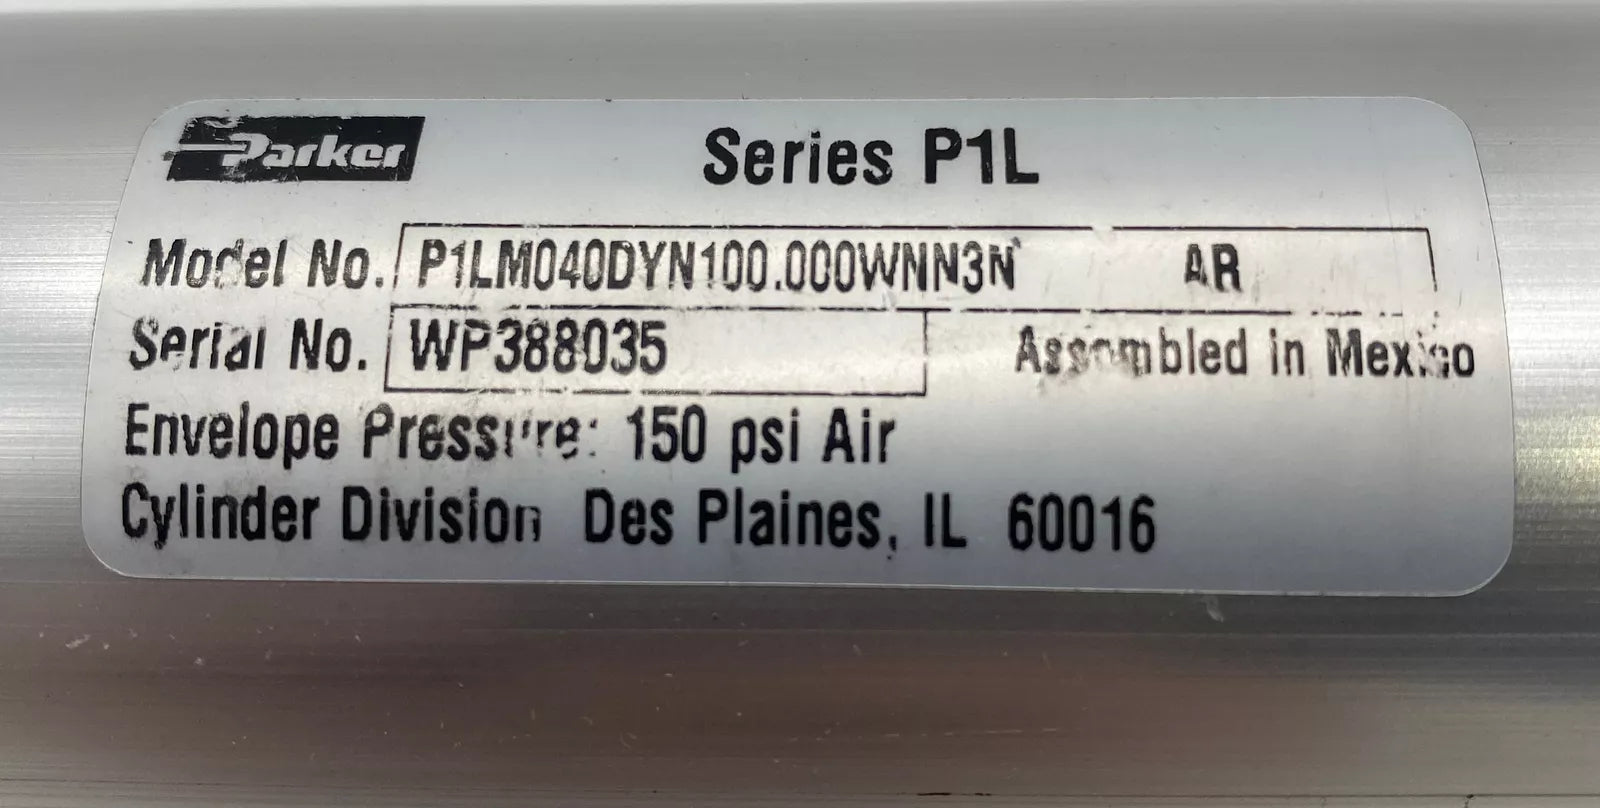 Parker Series P1L
Model No. P1LM040DYN100.000WNN3N AR
Serial No. WP388035 Assembled in Mexico
Envelope Pressure: 150 psi Air
Cylinder Division Des Plaines, IL 60016